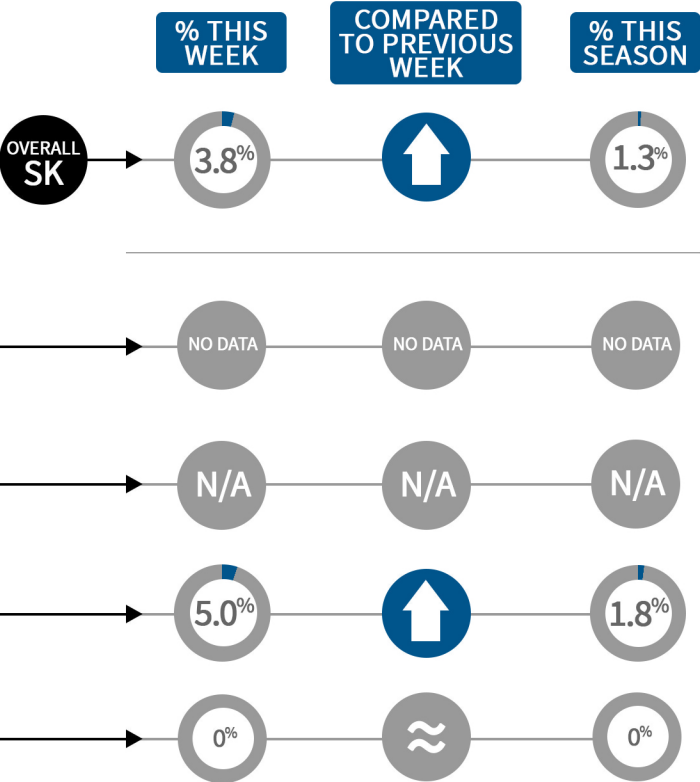 % THIS
WEEK
COMPARED
TO PREVIOUS
WEEK
% THIS
SEASON
OVERALL
SK
3.8%
1.3%
NO DATA
NO DATA
NO DATA
N/A
N/A
N/A
5.0%
1.8%
0%
≈
0%